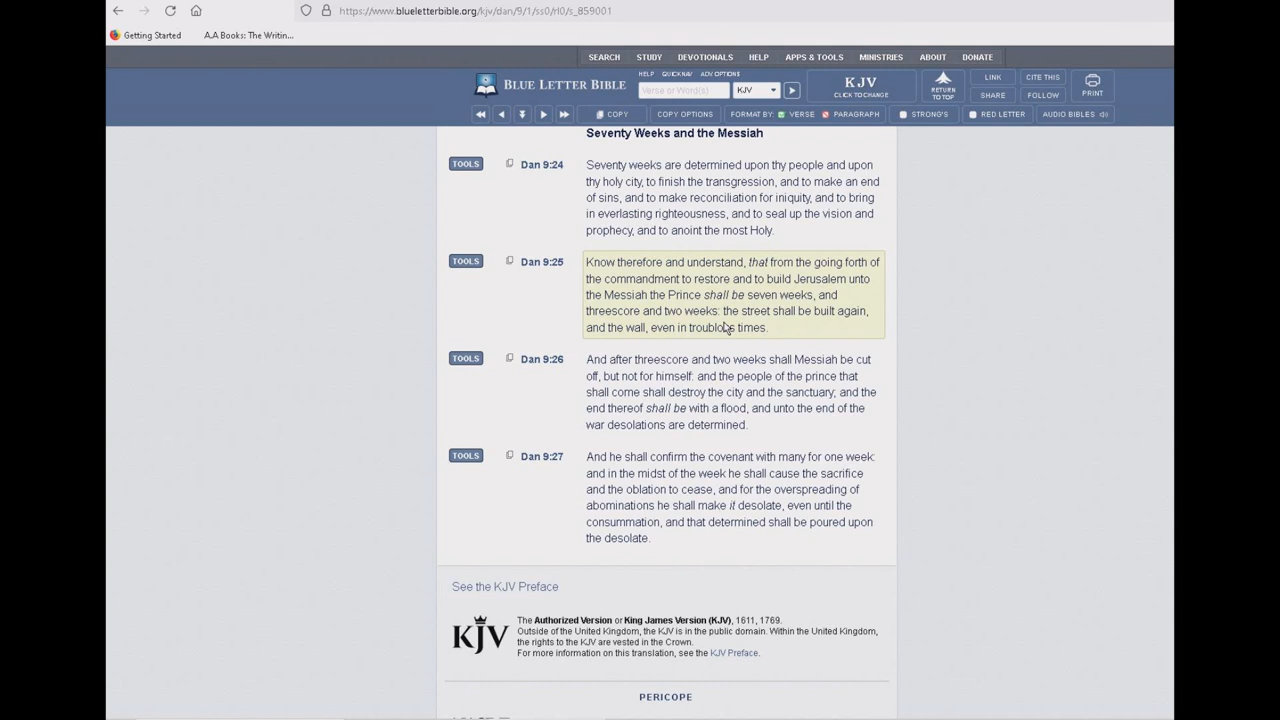 https://www.blueletterbible.org/kjv/dan/9/1/ss0/rl0/s_859001
Getting Started
A.A Books: The Writin...
SEARCH STUDY DEVOTIONALS HELP APPS & TOOLS MINISTRIES ABOUT DONATE
BLUE LETTER BIBLE
HELP QUICKNAV ADV OPTIONS
Verse or Word(s) KJV
KJV
CLICK TO CHANGE
RETURN
TO TOP
LINK CITE THIS
SHARE FOLLOW
PRINT
COPY COPY OPTIONS FORMAT BY: VERSE PARAGRAPH STRONG'S RED LETTER AUDIO BIBLES
Seventy Weeks and the Messiah
TOOLS Dan 9:24 Seventy weeks are determined upon thy people and upon
thy holy city, to finish the transgression, and to make an end
of sins, and to make reconciliation for iniquity, and to bring
in everlasting righteousness, and to seal up the vision and
prophecy, and to anoint the most Holy.
TOOLS Dan 9:25 Know therefore and understand, that from the going forth of
the commandment to restore and to build Jerusalem unto
the Messiah the Prince shall be seven weeks, and
threescore and two weeks: the street shall be built again,
and the wall, even in troublous times.
TOOLS Dan 9:26 And after threescore and two weeks shall Messiah be cut
off, but not for himself: and the people of the prince that
shall come shall destroy the city and the sanctuary; and the
end thereof shall be with a flood, and unto the end of the
war desolations are determined.
TOOLS Dan 9:27 And he shall confirm the covenant with many for one week:
and in the midst of the week he shall cause the sacrifice
and the oblation to cease, and for the overspreading of
abominations he shall make it desolate, even until the
consummation, and that determined shall be poured upon
the desolate.
See the KJV Preface
KJV
The Authorized Version or King James Version (KJV), 1611, 1769.
Outside of the United Kingdom, the KJV is in the public domain. Within the United Kingdom,
the rights to the KJV are vested in the Crown.
For more information on this translation, see the KJV Preface.
PERICOPE